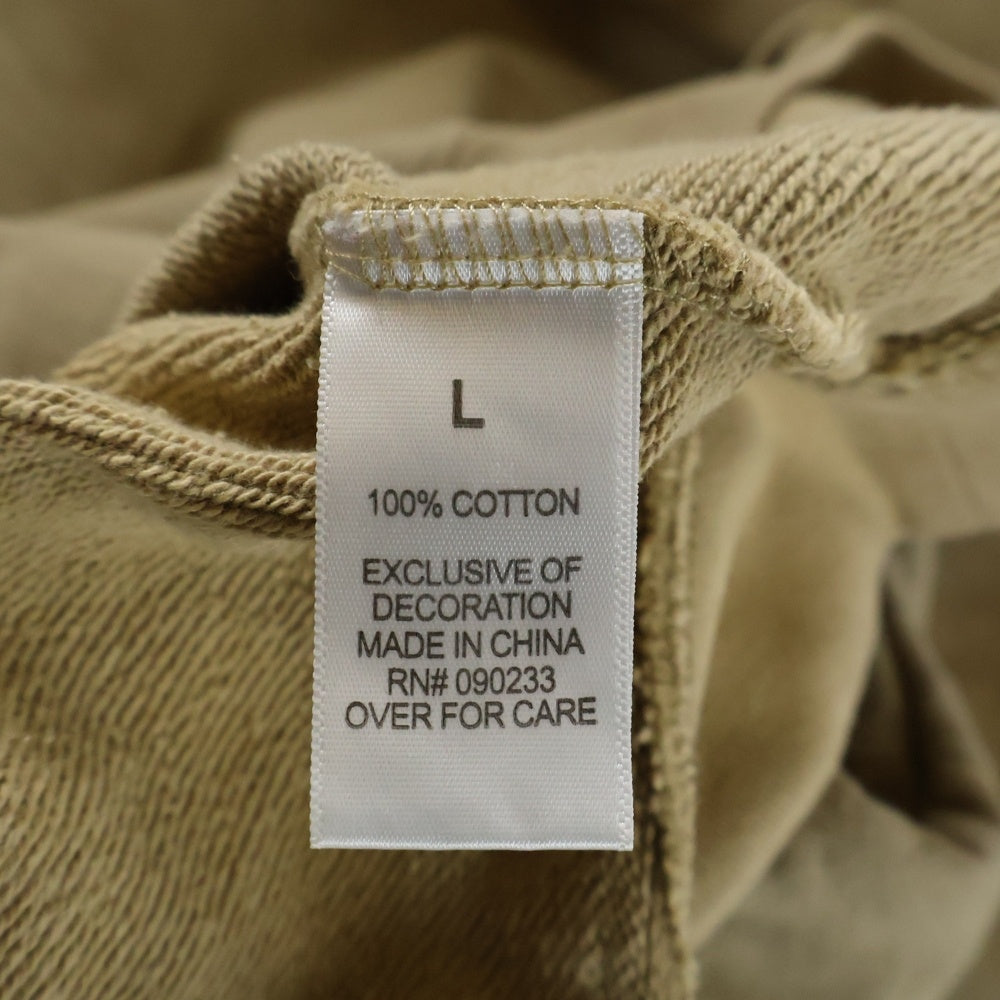 L
100% COTTON
EXCLUSIVE OF
DECORATION
MADE IN CHINA
RN# 090233
OVER FOR CARE